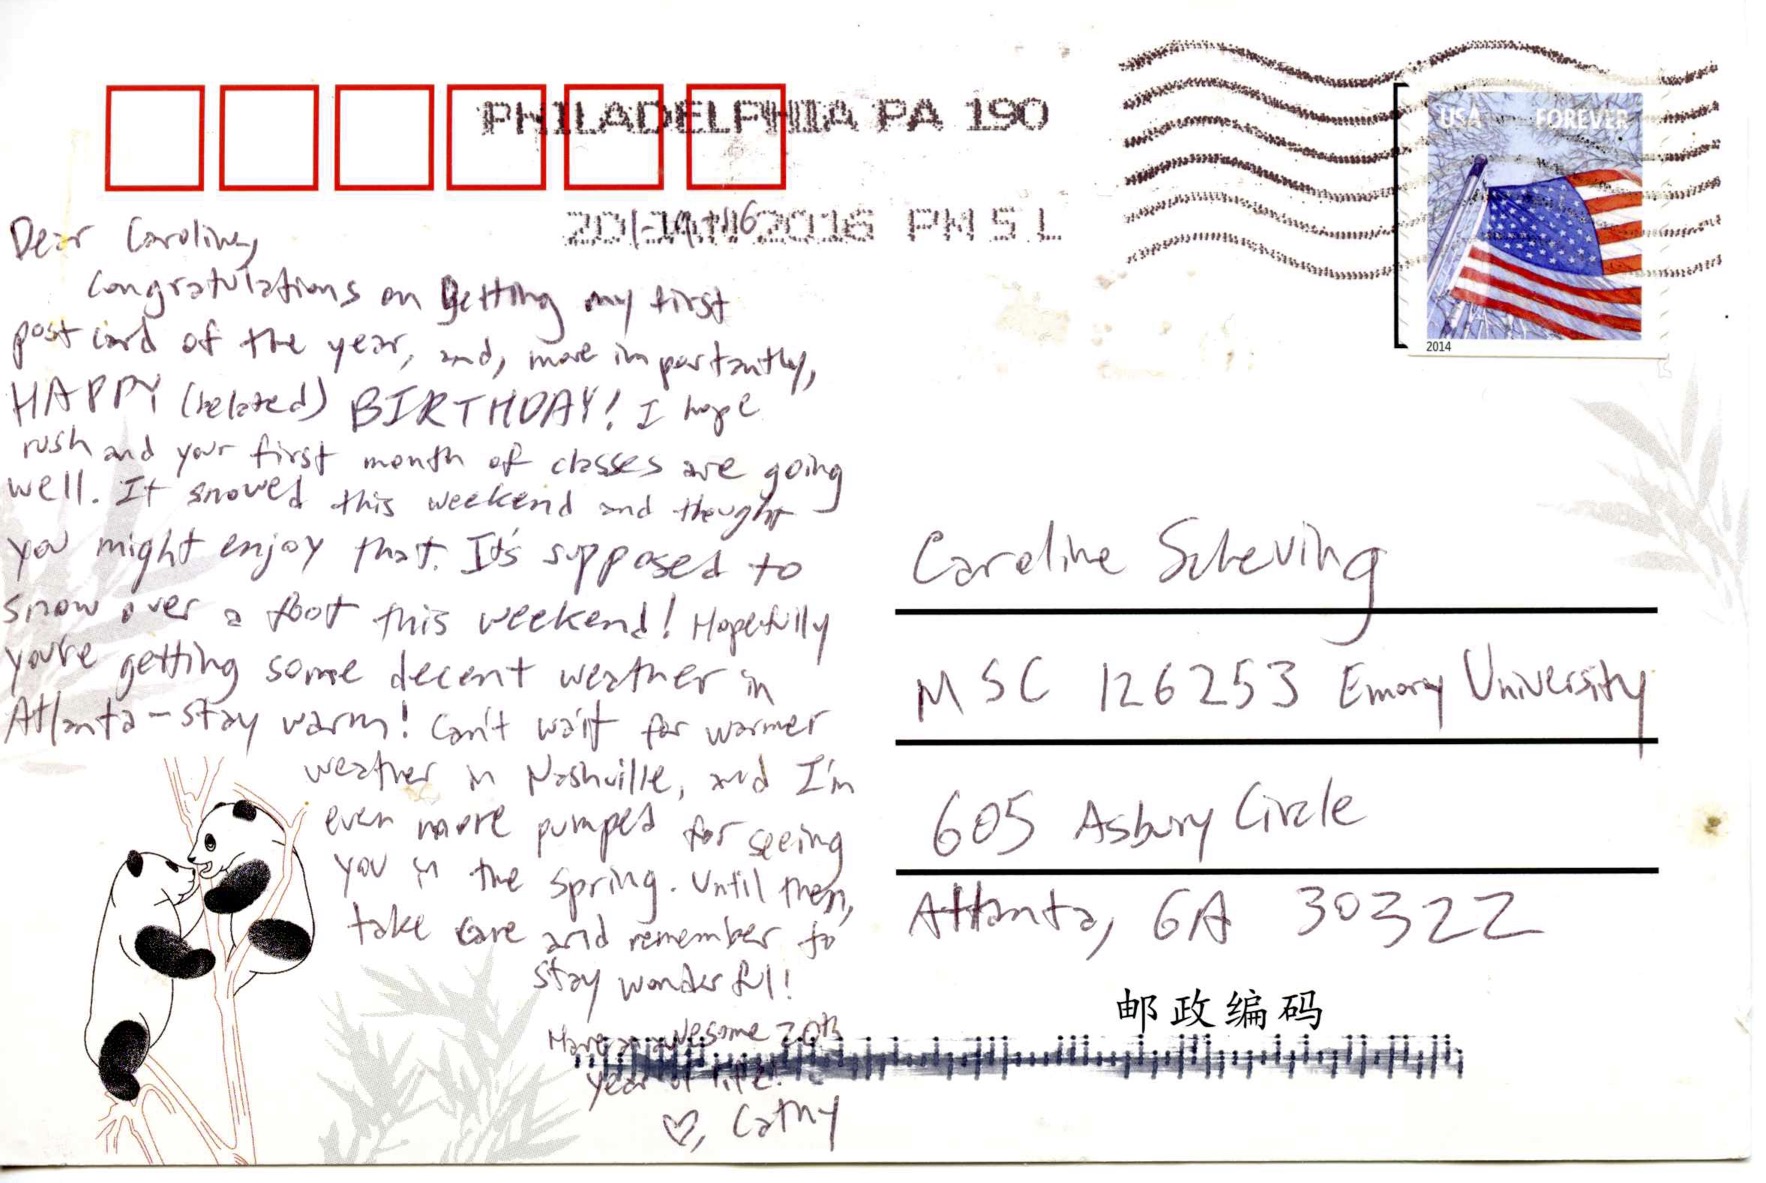 PHILADELPHIA PA 190
20 JAN 2016 PM 5 L
USA FOREVER
2014
Dear Caroline,
Congratulations on getting my first
postcard of the year, and, more importantly,
HAPPY (belated) BIRTHDAY! I hope
rush and your first month of classes are going
well. It snowed this weekend and thought
you might enjoy that. It's supposed to
snow over a foot this weekend! Hopefully
you're getting some decent weather in
Atlanta - stay warm! Can't wait for warmer
weather in Nashville, and I'm
even more pumped for seeing
you in the spring. Until then,
take care and remember to
stay wonderful!
Have an awesome 20th
year of life!
♡, Cathy
Caroline Scheving
MSC 126253 Emory University
605 Asbury Circle
Atlanta, GA 30322
邮政编码